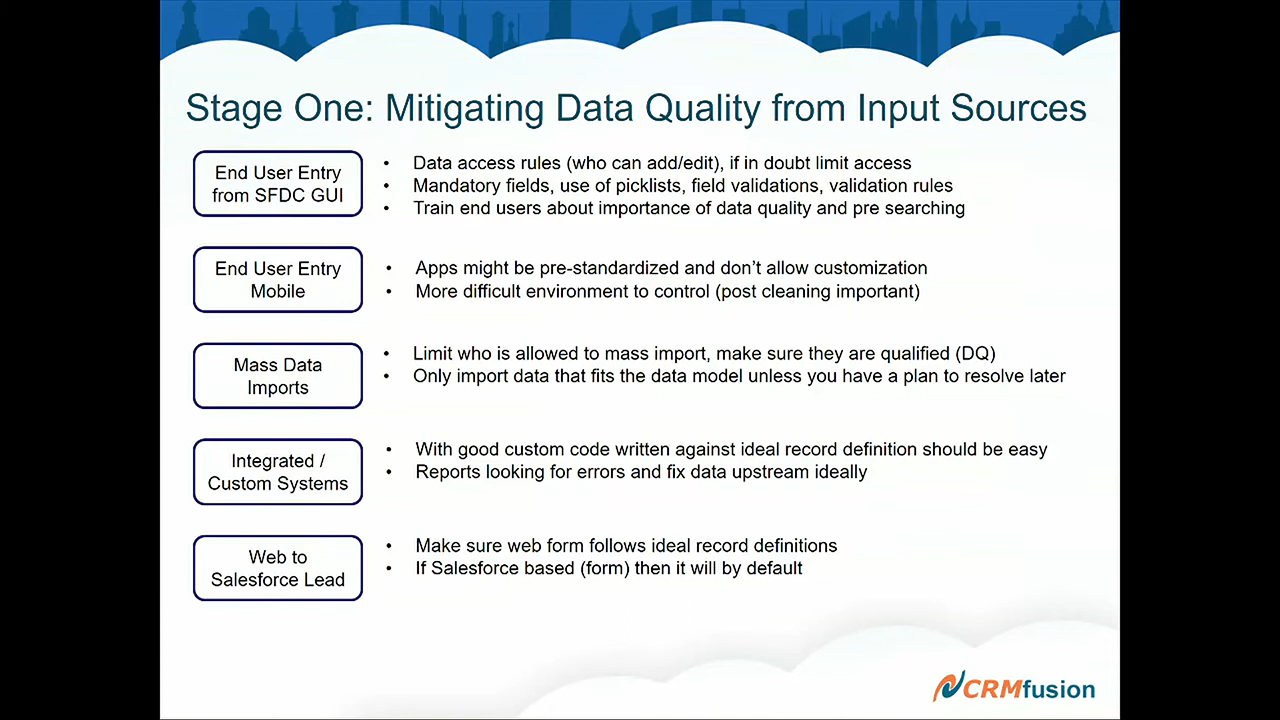 Stage One: Mitigating Data Quality from Input Sources
End User Entry
from SFDC GUI
• Data access rules (who can add/edit), if in doubt limit access
• Mandatory fields, use of picklists, field validations, validation rules
• Train end users about importance of data quality and pre searching
End User Entry
Mobile
• Apps might be pre-standardized and don’t allow customization
• More difficult environment to control (post cleaning important)
Mass Data
Imports
• Limit who is allowed to mass import, make sure they are qualified (DQ)
• Only import data that fits the data model unless you have a plan to resolve later
Integrated /
Custom Systems
• With good custom code written against ideal record definition should be easy
• Reports looking for errors and fix data upstream ideally
Web to
Salesforce Lead
• Make sure web form follows ideal record definitions
• If Salesforce based (form) then it will by default
CRMfusion